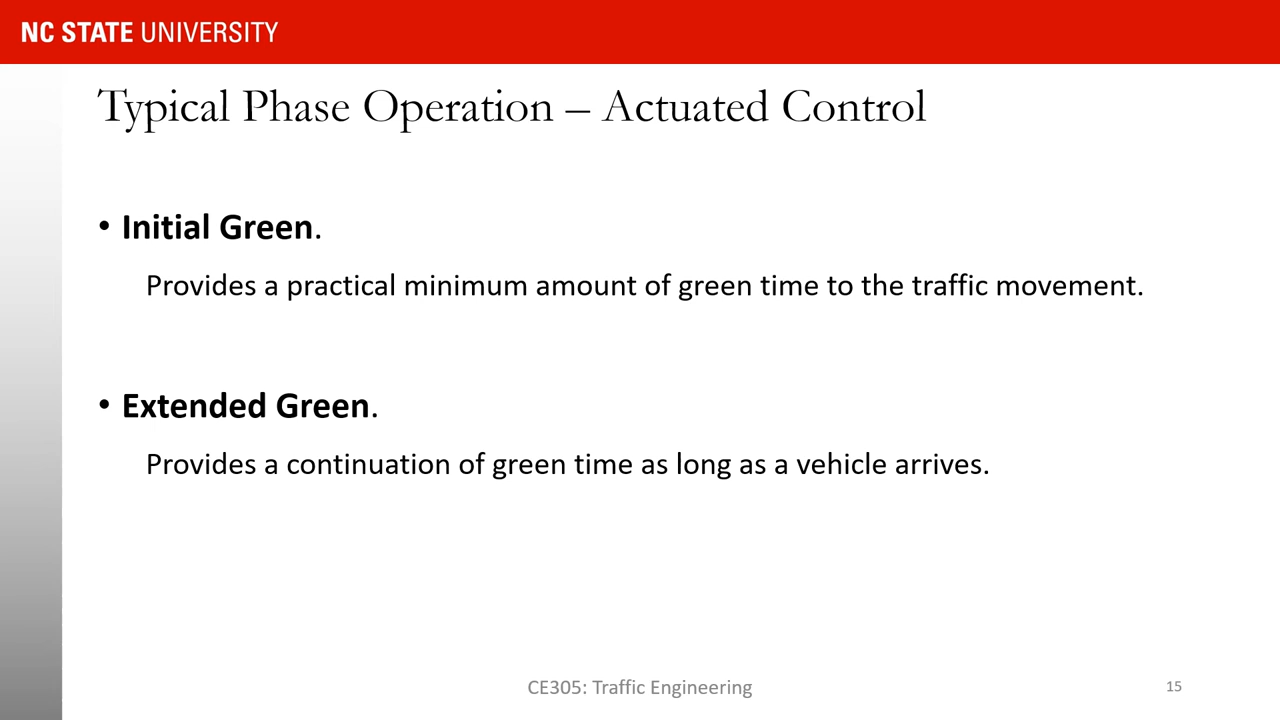 NC STATE UNIVERSITY
Typical Phase Operation – Actuated Control
• Initial Green.
Provides a practical minimum amount of green time to the traffic movement.
• Extended Green.
Provides a continuation of green time as long as a vehicle arrives.
CE305: Traffic Engineering
15